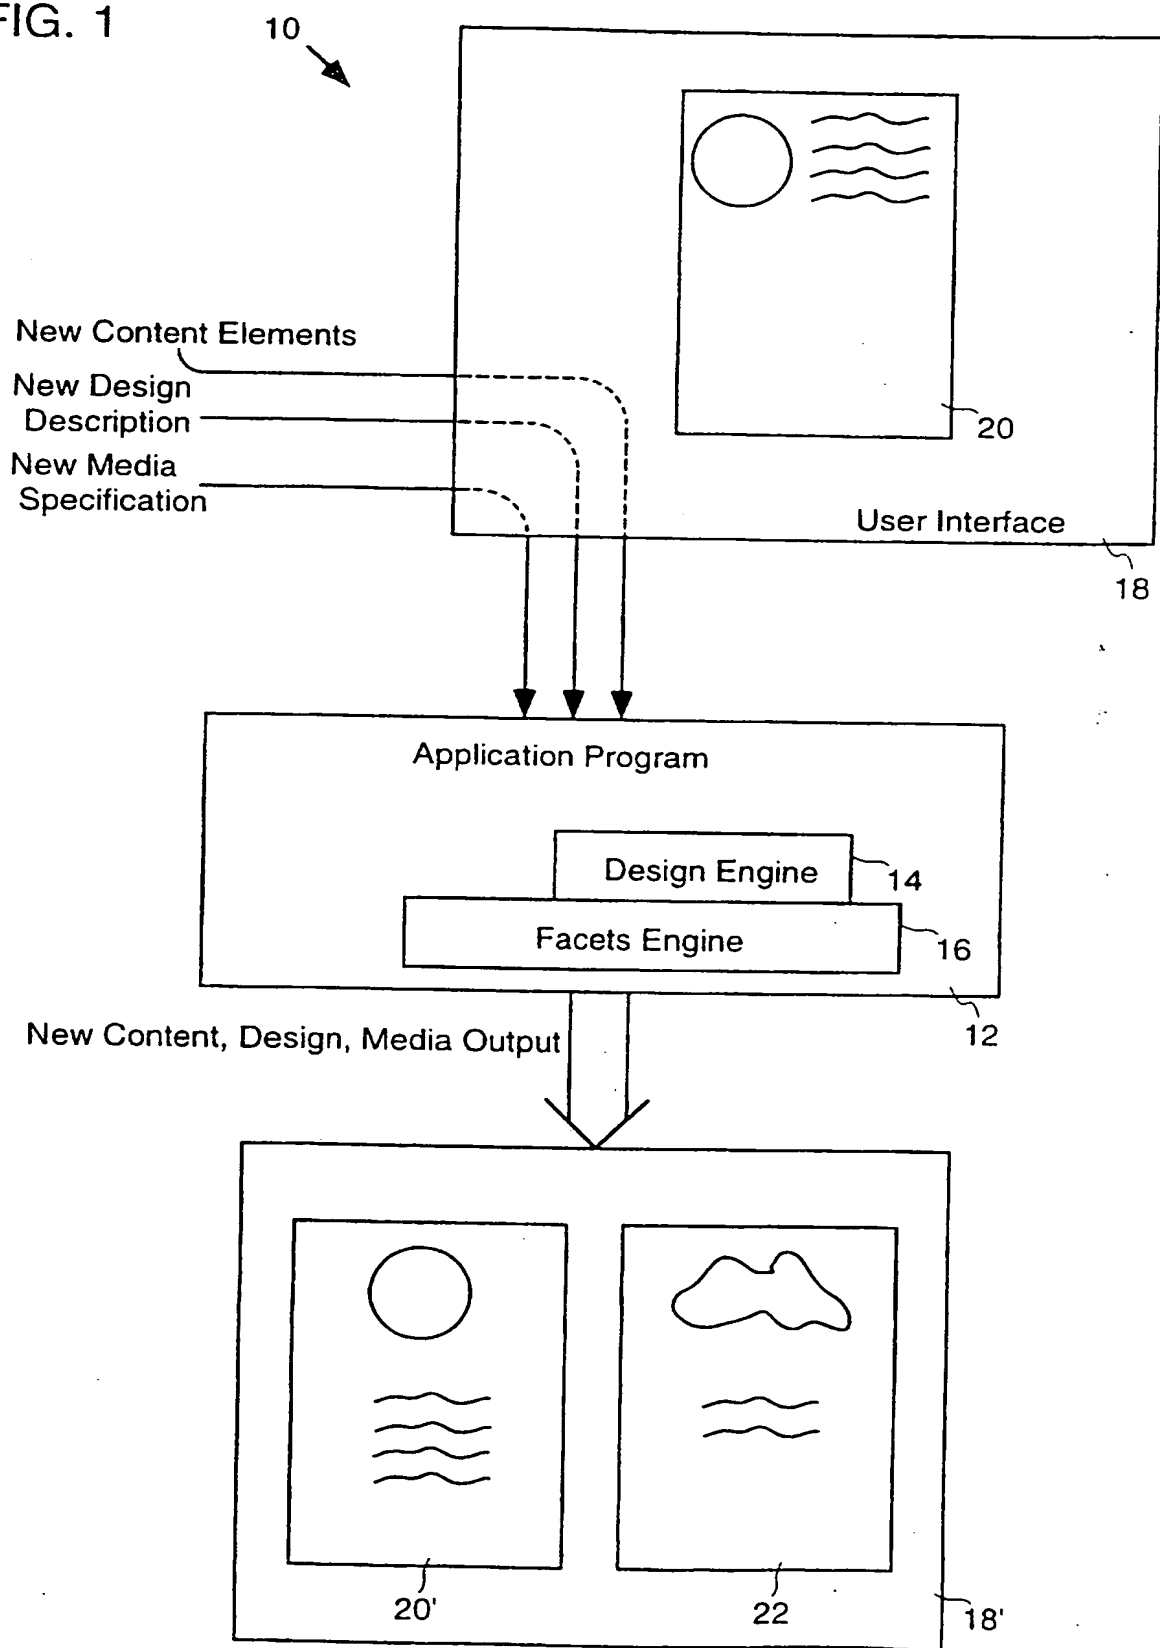 FIG. 1
10
New Content Elements
New Design
Description
20
New Media
Specification
User Interface
18
Application Program
Design Engine
14
Facets Engine
16
12
New Content, Design, Media Output
20'
22
18'